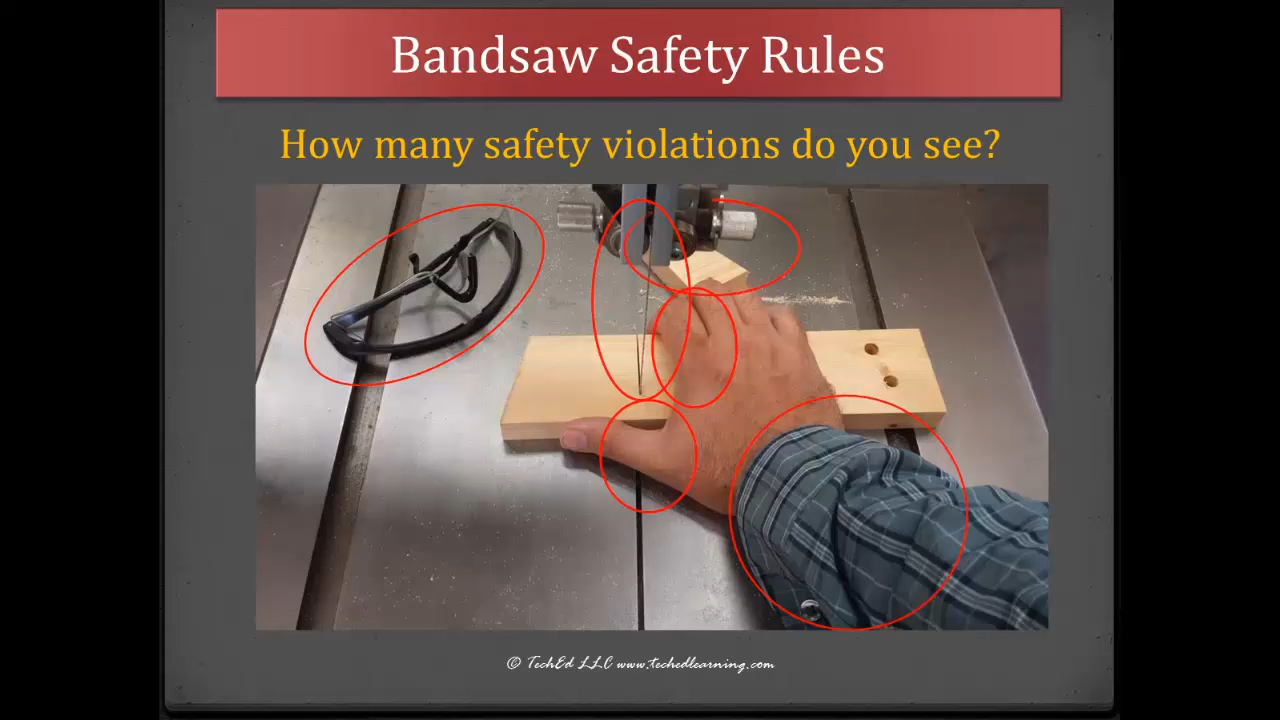 Bandsaw Safety Rules
How many safety violations do you see?
© TechEd LLC www.techedlearning.com